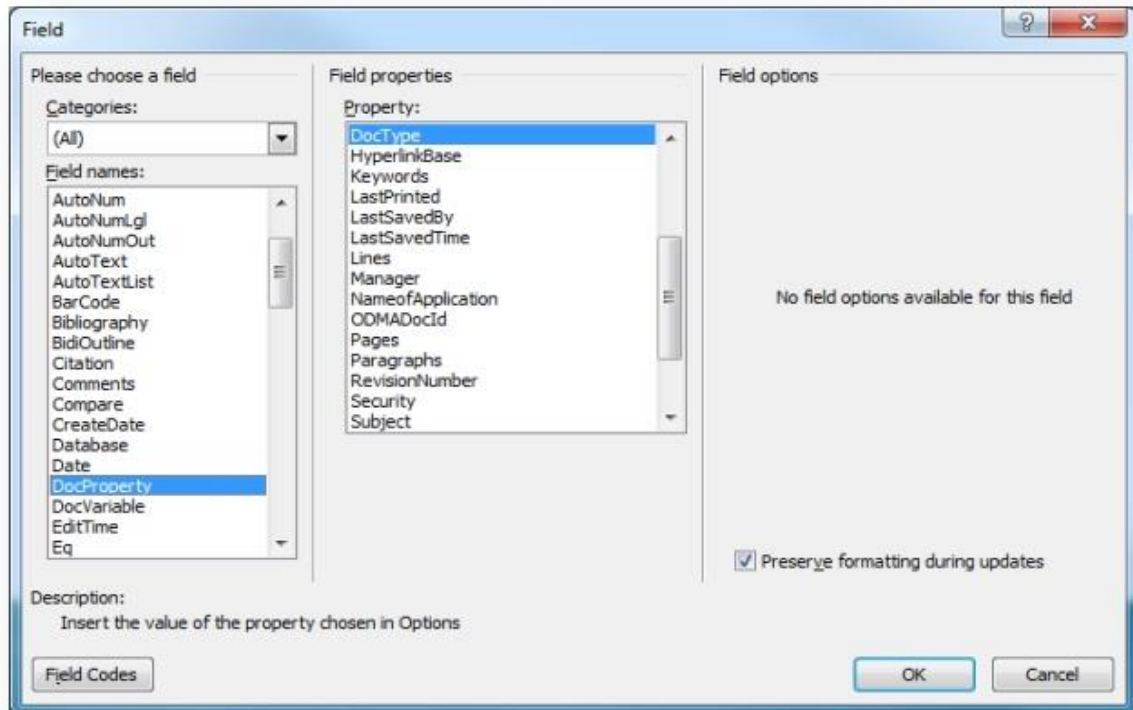 Field
Please choose a field
Categories:
(All)
Field names:
AutoNum
AutoNumLgl
AutoNumOut
AutoText
AutoTextList
BarCode
Bibliography
BidiOutline
Citation
Comments
Compare
CreateDate
Database
Date
DocProperty
DocVariable
EditTime
Eq
Field properties
Property:
DocType
HyperlinkBase
Keywords
LastPrinted
LastSavedBy
LastSavedTime
Lines
Manager
NameofApplication
ODMADocId
Pages
Paragraphs
RevisionNumber
Security
Subject
Field options
No field options available for this field
Preserve formatting during updates
Description:
Insert the value of the property chosen in Options
Field Codes
OK
Cancel